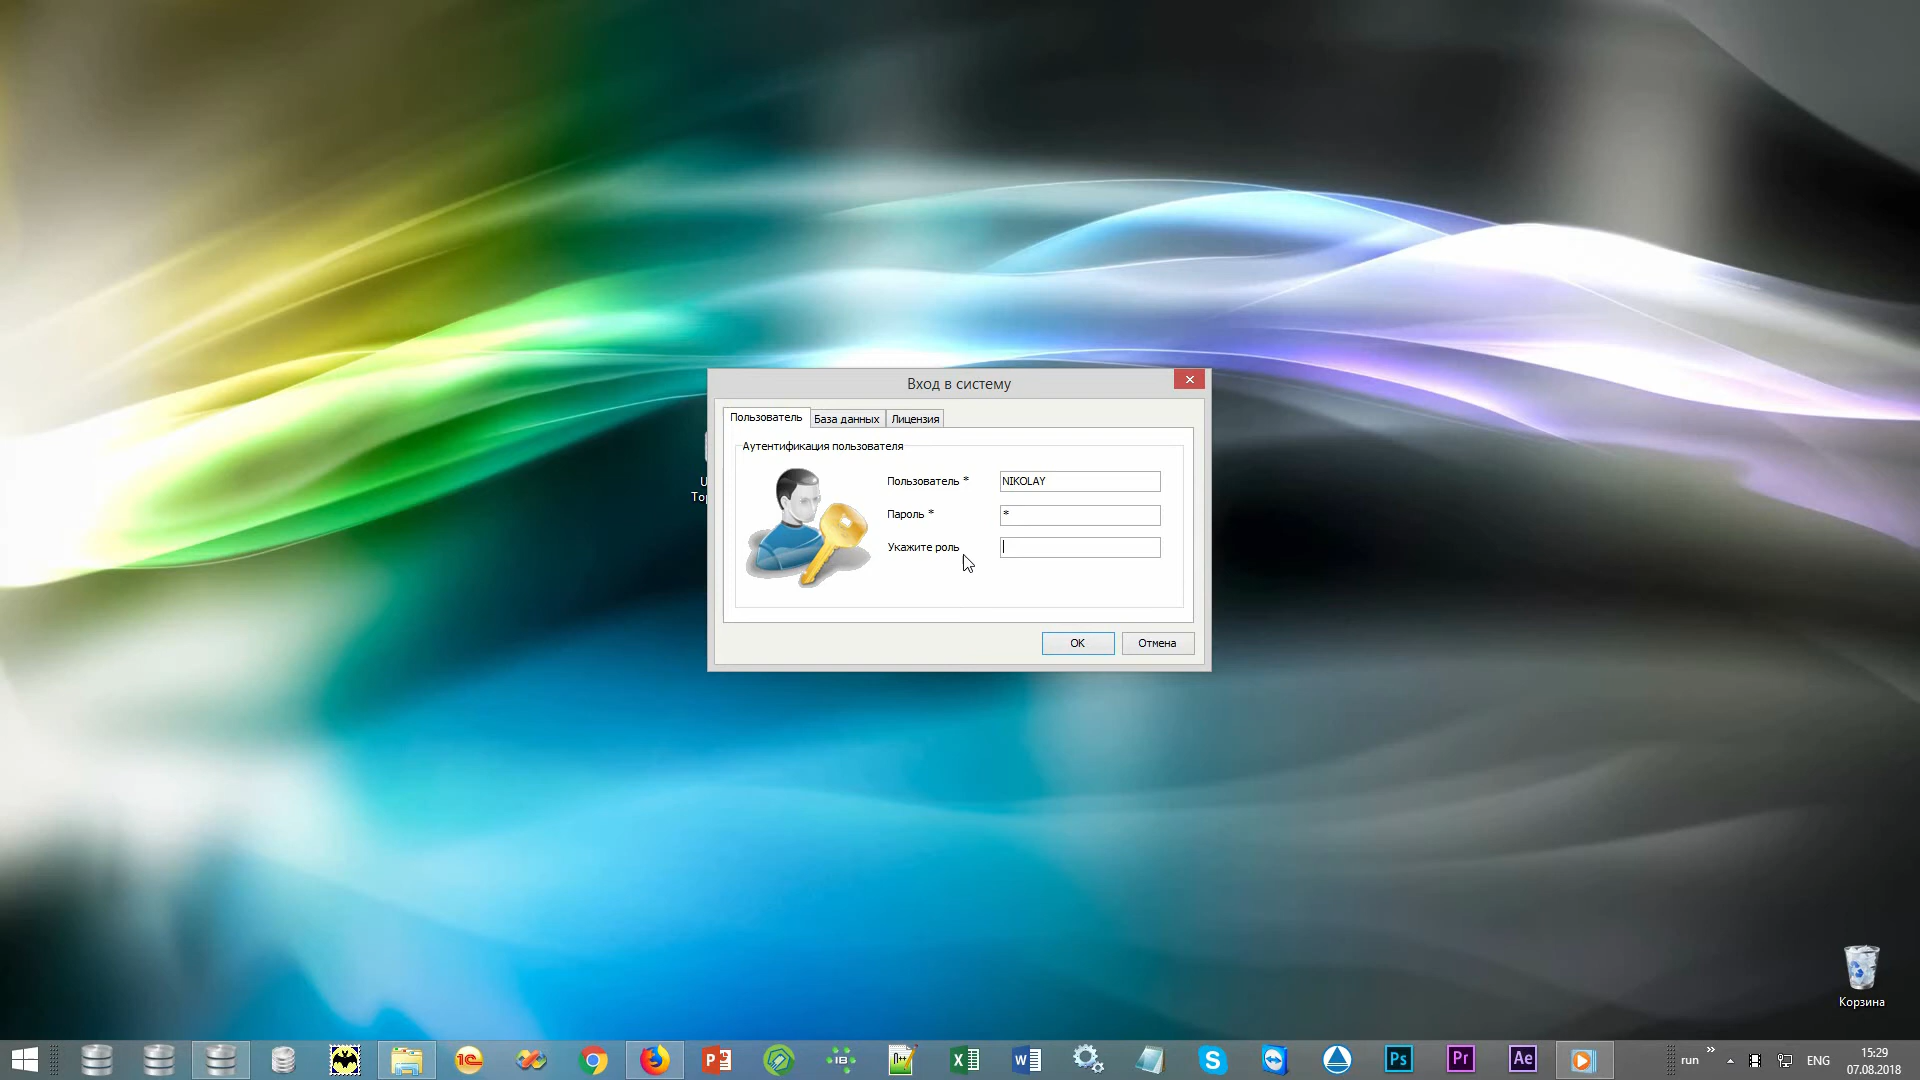 Вход в систему
Пользователь
База данных
Лицензия
Аутентификация пользователя
Пользователь *
NIKOLAY
Пароль *
*
Укажите роль
OK
Отмена
Корзина
1С
IB
n++
Ps
Pr
Ae
run
ENG
15:29
07.08.2018